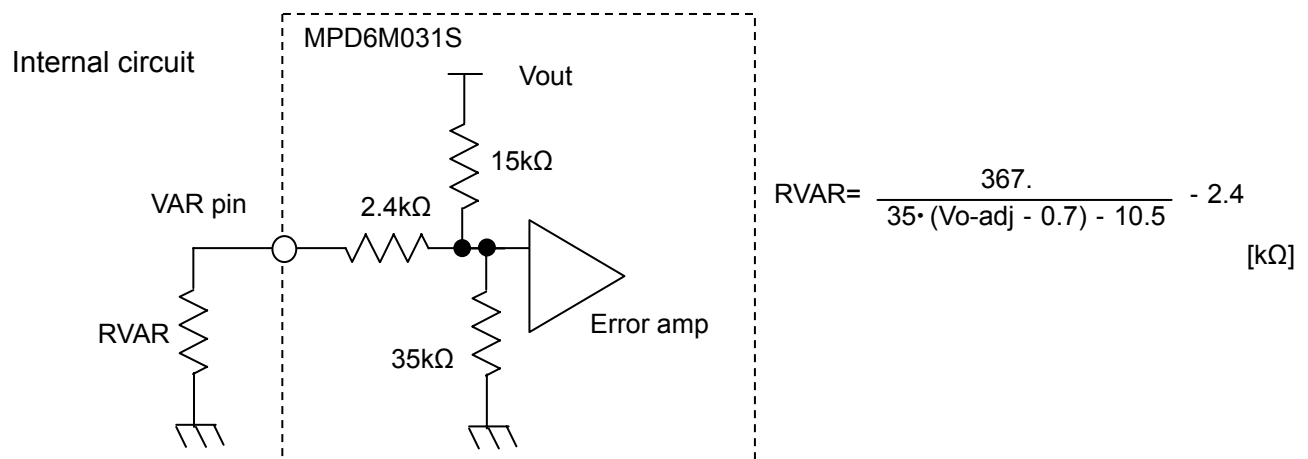 MPD6M031S
Internal circuit
Vout
15kΩ
VAR pin
2.4kΩ
RVAR
35kΩ
Error amp
RVAR= 367. / 35・(Vo-adj - 0.7) - 10.5 - 2.4
[kΩ]